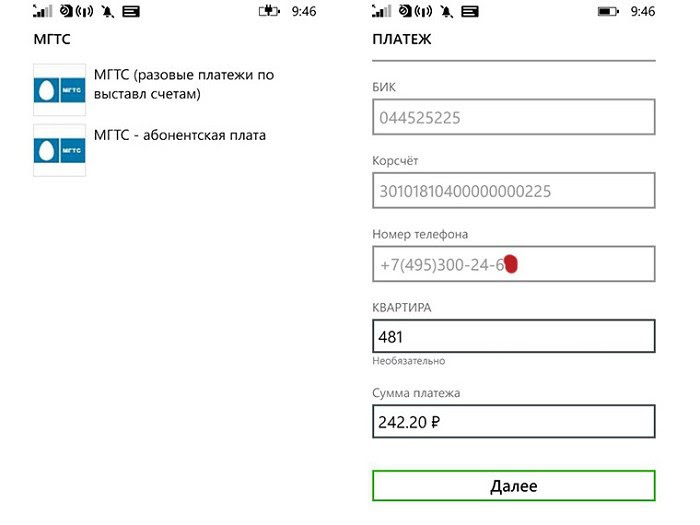 9:46
МГТС
МГТС
МГТС (разовые платежи по
выставл счетам)
МГТС
МГТС - абонентская плата
9:46
ПЛАТЕЖ
БИК
044525225
Корсчёт
30101810400000000225
Номер телефона
+7(495)300-24-6
КВАРТИРА
481
Необязательно
Сумма платежа
242.20 ₽
Далее